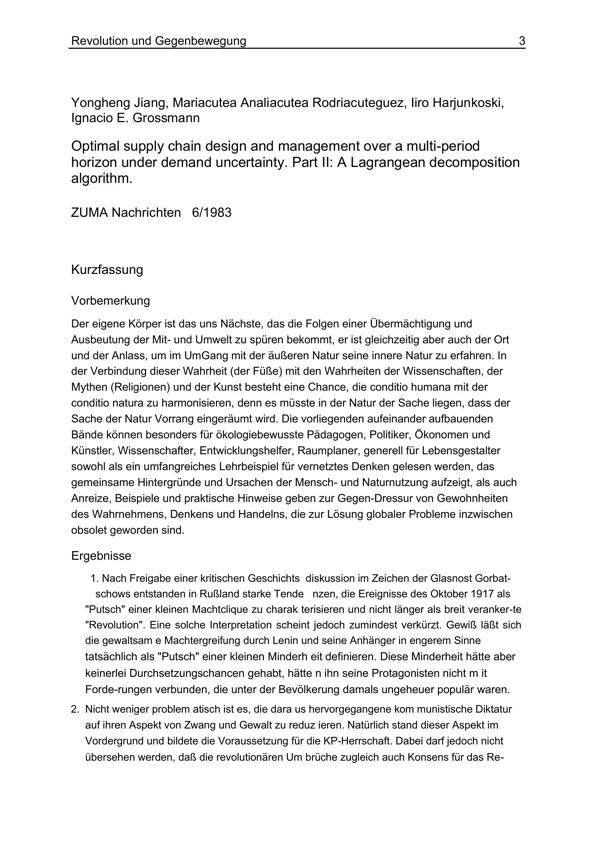 Revolution und Gegenbewegung 3
Yongheng Jiang, Mariacutea Analiacutea Rodriacuteguez, Iiro Harjunkoski,
Ignacio E. Grossmann
Optimal supply chain design and management over a multi-period
horizon under demand uncertainty. Part II: A Lagrangean decomposition
algorithm.
ZUMA Nachrichten 6/1983
Kurzfassung
Vorbemerkung
Der eigene Körper ist das uns Nächste, das die Folgen einer Übermächtigung und
Ausbeutung der Mit- und Umwelt zu spüren bekommt, er ist gleichzeitig aber auch der Ort
und der Anlass, um im UmGang mit der äußeren Natur seine innere Natur zu erfahren. In
der Verbindung dieser Wahrheit (der Füße) mit den Wahrheiten der Wissenschaften, der
Mythen (Religionen) und der Kunst besteht eine Chance, die conditio humana mit der
conditio natura zu harmonisieren, denn es müsste in der Natur der Sache liegen, dass der
Sache der Natur Vorrang eingeräumt wird. Die vorliegenden aufeinander aufbauenden
Bände können besonders für ökologiebewusste Pädagogen, Politiker, Ökonomen und
Künstler, Wissenschafter, Entwicklungshelfer, Raumplaner, generell für Lebensgestalter
sowohl als ein umfangreiches Lehrbeispiel für vernetztes Denken gelesen werden, das
gemeinsame Hintergründe und Ursachen der Mensch- und Naturnutzung aufzeigt, als auch
Anreize, Beispiele und praktische Hinweise geben zur Gegen-Dressur von Gewohnheiten
des Wahrnehmens, Denkens und Handelns, die zur Lösung globaler Probleme inzwischen
obsolet geworden sind.
Ergebnisse
1. Nach Freigabe einer kritischen Geschichts diskussion im Zeichen der Glasnost Gorbat-
schows entstanden in Rußland starke Tende nzen, die Ereignisse des Oktober 1917 als
"Putsch" einer kleinen Machtclique zu charak terisieren und nicht länger als breit veranker-te
"Revolution". Eine solche Interpretation scheint jedoch zumindest verkürzt. Gewiß läßt sich
die gewaltsam e Machtergreifung durch Lenin und seine Anhänger in engerem Sinne
tatsächlich als "Putsch" einer kleinen Minderh eit definieren. Diese Minderheit hätte aber
keinerlei Durchsetzungschancen gehabt, hätte n ihn seine Protagonisten nicht m it
Forde-rungen verbunden, die unter der Bevölkerung damals ungeheuer populär waren.
2. Nicht weniger problem atisch ist es, die dara us hervorgegangene kom munistische Diktatur
auf ihren Aspekt von Zwang und Gewalt zu reduz ieren. Natürlich stand dieser Aspekt im
Vordergrund und bildete die Voraussetzung für die KP-Herrschaft. Dabei darf jedoch nicht
übersehen werden, daß die revolutionären Um brüche zugleich auch Konsens für das Re-